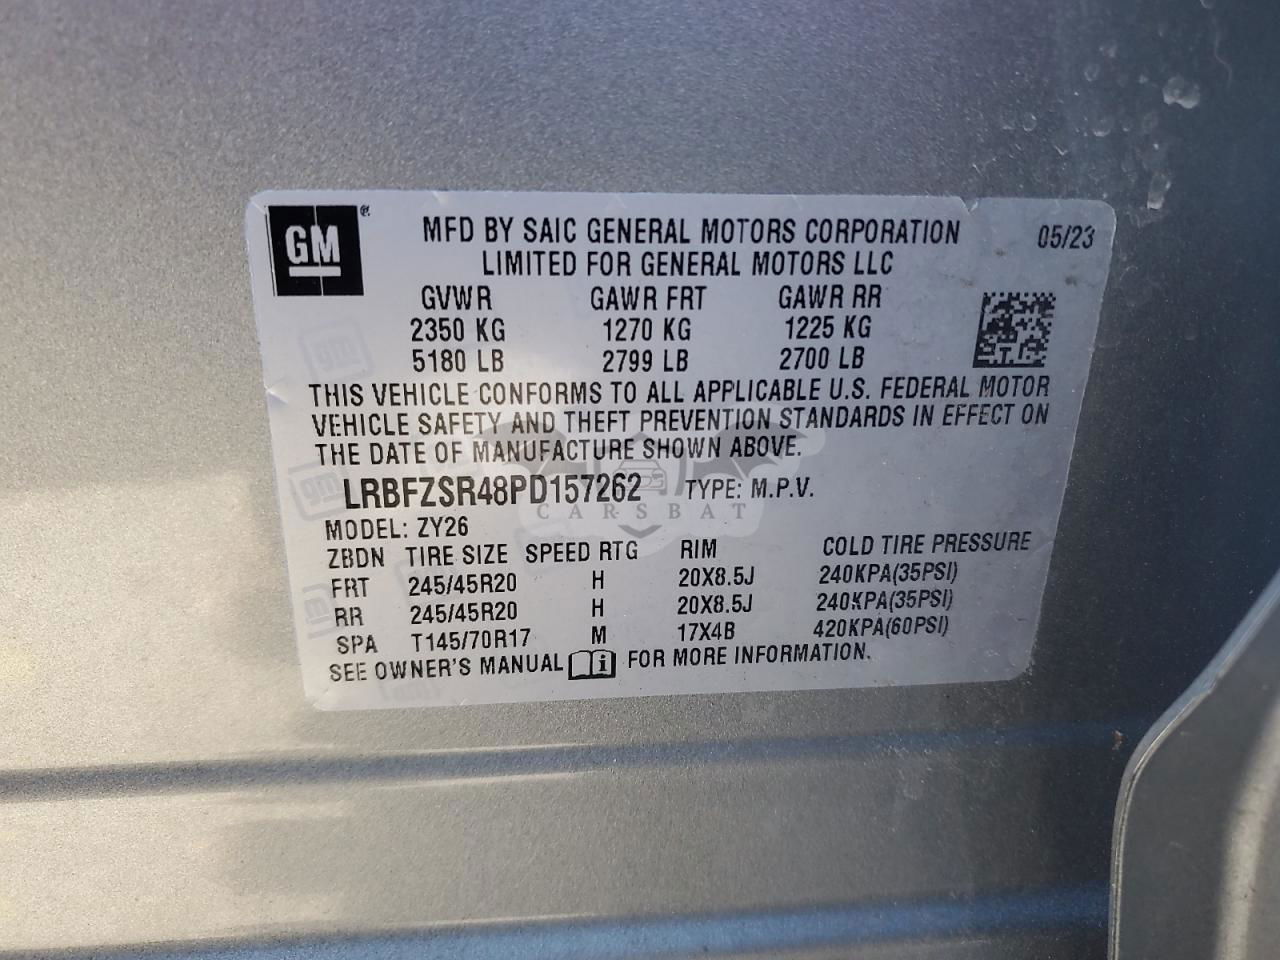 GM ®
MFD BY SAIC GENERAL MOTORS CORPORATION 05/23
LIMITED FOR GENERAL MOTORS LLC
GVWR GAWR FRT GAWR RR
2350 KG 1270 KG 1225 KG
5180 LB 2799 LB 2700 LB
THIS VEHICLE CONFORMS TO ALL APPLICABLE U.S. FEDERAL MOTOR
VEHICLE SAFETY AND THEFT PREVENTION STANDARDS IN EFFECT ON
THE DATE OF MANUFACTURE SHOWN ABOVE.
LRBFZSR48PD157262 TYPE: M.P.V.
CARSBAT
MODEL: ZY26
ZBDN TIRE SIZE SPEED RTG RIM COLD TIRE PRESSURE
FRT 245/45R20 H 20X8.5J 240KPA(35PSI)
RR 245/45R20 H 20X8.5J 240KPA(35PSI)
SPA T145/70R17 M 17X4B 420KPA(60PSI)
SEE OWNER'S MANUAL i FOR MORE INFORMATION.